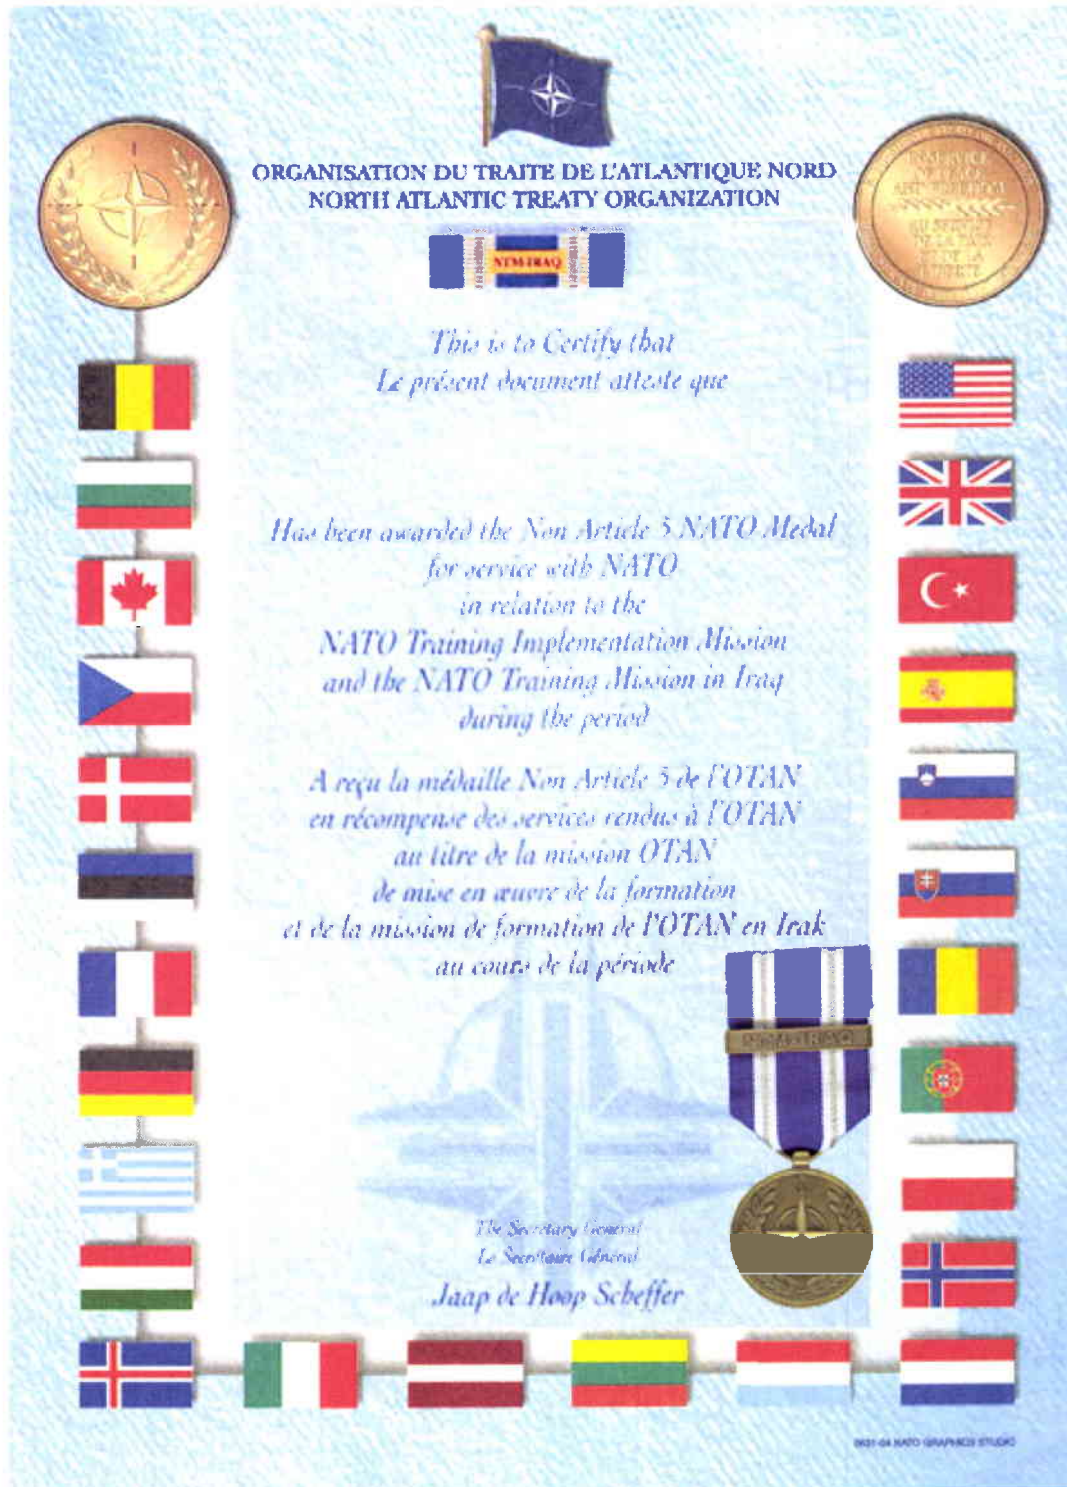 ORGANISATION DU TRAITE DE L'ATLANTIQUE NORD
NORTH ATLANTIC TREATY ORGANIZATION
NTM-IRAQ
This is to Certify that
Le présent document atteste que
Has been awarded the Non Article 5 NATO Medal
for service with NATO
in relation to the
NATO Training Implementation Mission
and the NATO Training Mission in Iraq
during the period
A reçu la médaille Non Article 5 de l'OTAN
en récompense des services rendus à l'OTAN
au titre de la mission OTAN
de mise en œuvre de la formation
et de la mission de formation de l'OTAN en Irak
au cours de la période
The Secretary General
Le Secrétaire Général
Jaap de Hoop Scheffer
NATO GRAPHICS STUDIO